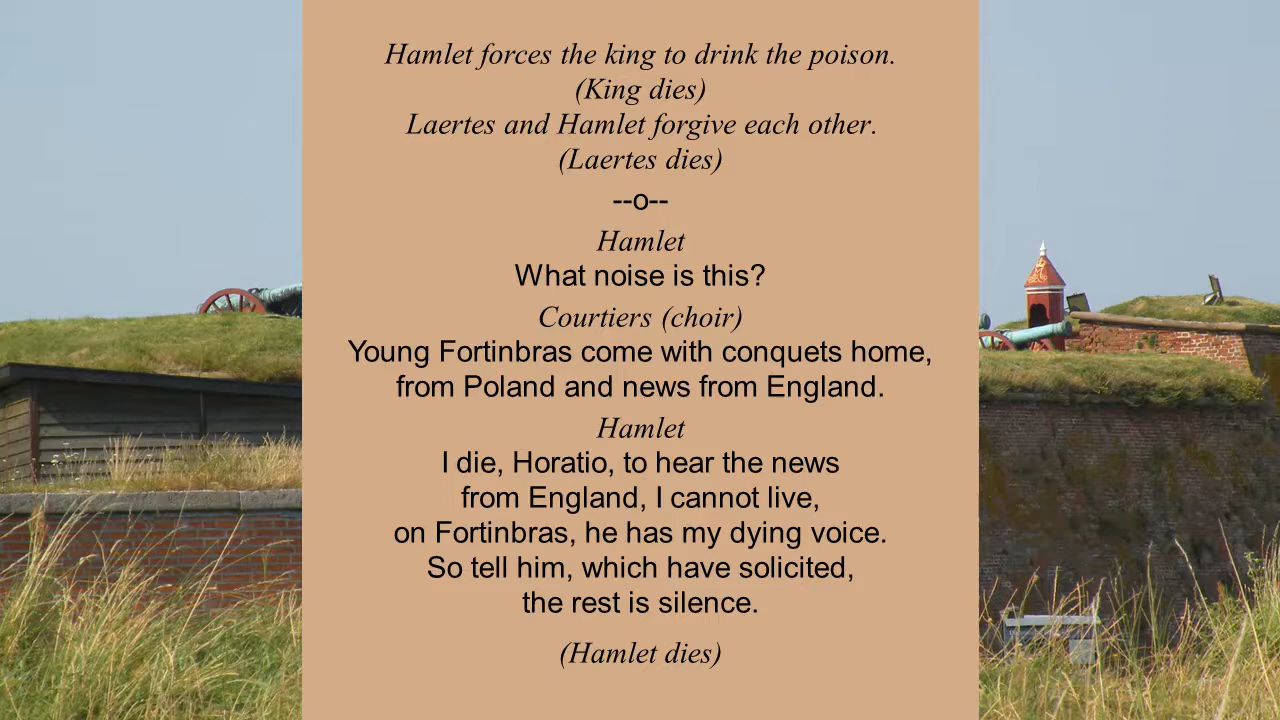 Hamlet forces the king to drink the poison.
(King dies)
Laertes and Hamlet forgive each other.
(Laertes dies)
--o--
Hamlet
What noise is this?
Courtiers (choir)
Young Fortinbras come with conquets home,
from Poland and news from England.
Hamlet
I die, Horatio, to hear the news
from England, I cannot live,
on Fortinbras, he has my dying voice.
So tell him, which have solicited,
the rest is silence.
(Hamlet dies)